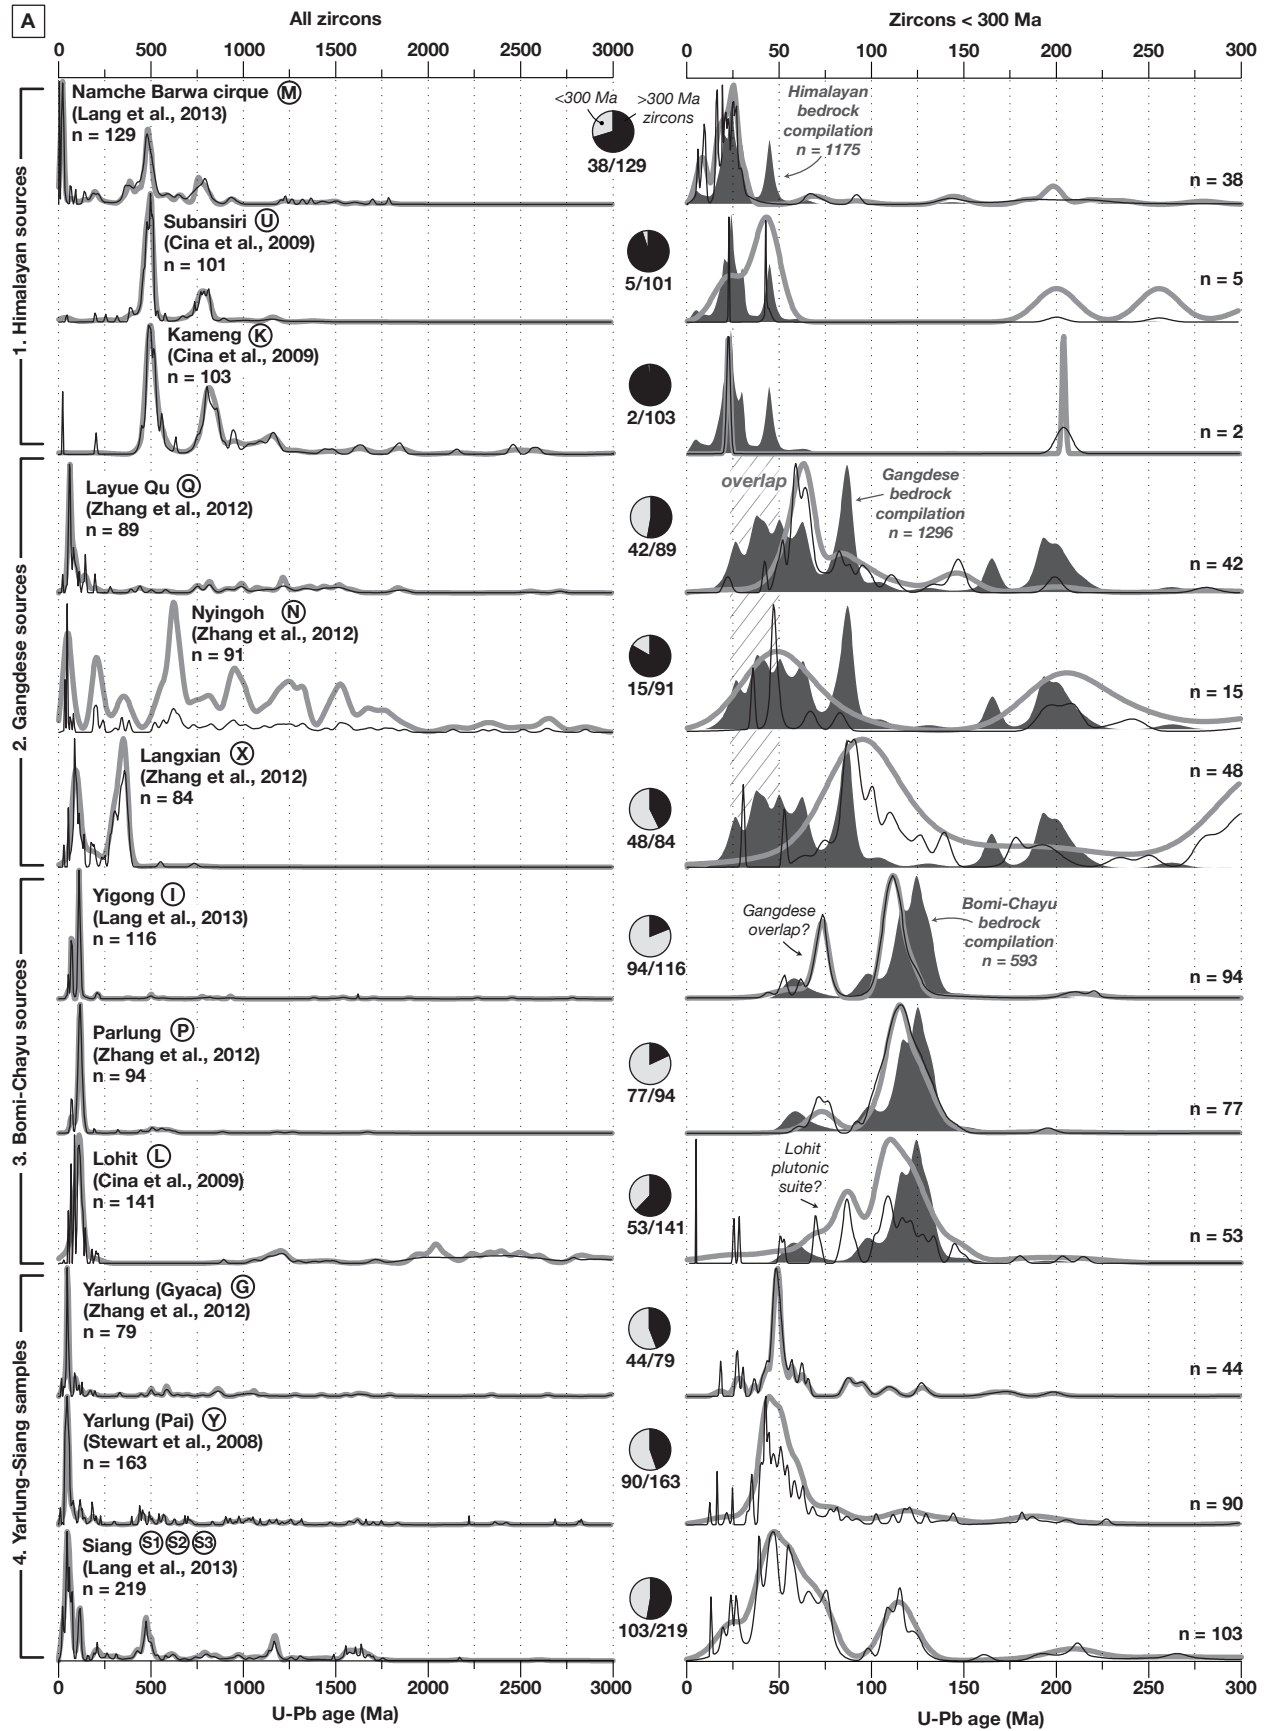 A
All zircons
Zircons < 300 Ma
0 500 1000 1500 2000 2500 3000
0 50 100 150 200 250 300
1. Himalayan sources
Namche Barwa cirque M
(Lang et al., 2013)
n = 129
<300 Ma
>300 Ma
zircons
38/129
Himalayan
bedrock
compilation
n = 1175
n = 38
Subansiri U
(Cina et al., 2009)
n = 101
5/101
n = 5
Kameng K
(Cina et al., 2009)
n = 103
2/103
n = 2
2. Gangdese sources
Layue Qu Q
(Zhang et al., 2012)
n = 89
42/89
overlap
Gangdese
bedrock
compilation
n = 1296
n = 42
Nyingoh N
(Zhang et al., 2012)
n = 91
15/91
n = 15
Langxian X
(Zhang et al., 2012)
n = 84
48/84
n = 48
3. Bomi-Chayu sources
Yigong I
(Lang et al., 2013)
n = 116
94/116
Gangdese
overlap?
Bomi-Chayu
bedrock
compilation
n = 593
n = 94
Parlung P
(Zhang et al., 2012)
n = 94
77/94
n = 77
Lohit L
(Cina et al., 2009)
n = 141
53/141
Lohit
plutonic
suite?
n = 53
4. Yarlung-Siang samples
Yarlung (Gyaca) G
(Zhang et al., 2012)
n = 79
44/79
n = 44
Yarlung (Pai) Y
(Stewart et al., 2008)
n = 163
90/163
n = 90
Siang S1 S2 S3
(Lang et al., 2013)
n = 219
103/219
n = 103
0 500 1000 1500 2000 2500 3000
U-Pb age (Ma)
0 50 100 150 200 250 300
U-Pb age (Ma)